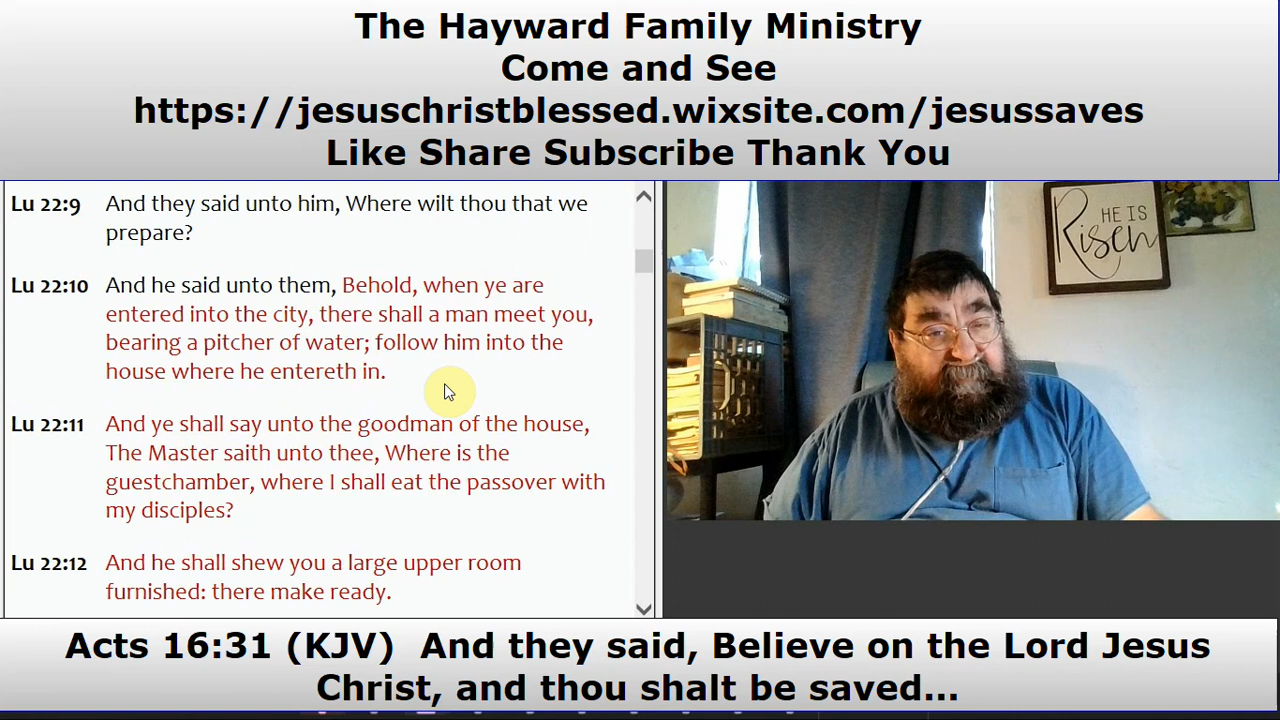 The Hayward Family Ministry
Come and See
https://jesuschristblessed.wixsite.com/jesussaves
Like Share Subscribe Thank You
Lu 22:9 And they said unto him, Where wilt thou that we
prepare?
Lu 22:10 And he said unto them, Behold, when ye are
entered into the city, there shall a man meet you,
bearing a pitcher of water; follow him into the
house where he entereth in.
Lu 22:11 And ye shall say unto the goodman of the house,
The Master saith unto thee, Where is the
guestchamber, where I shall eat the passover with
my disciples?
Lu 22:12 And he shall shew you a large upper room
furnished: there make ready.
HE IS
Risen
Acts 16:31 (KJV) And they said, Believe on the Lord Jesus
Christ, and thou shalt be saved...